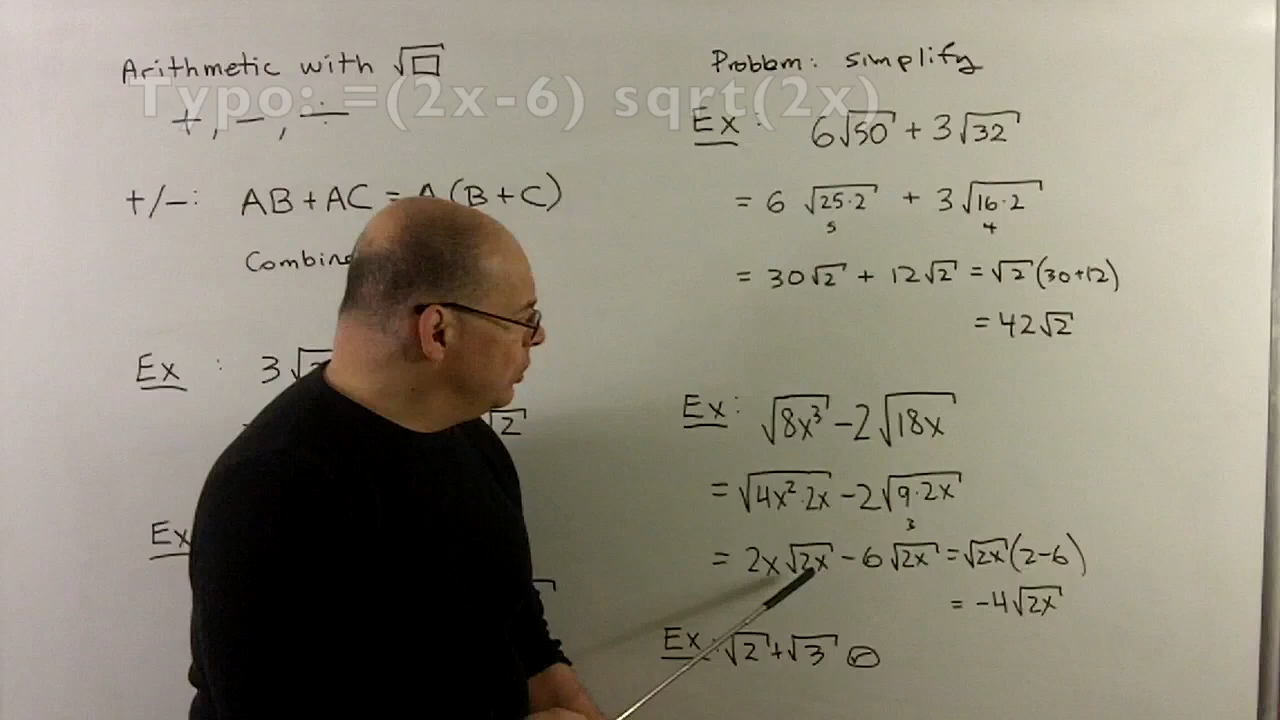 Arithmetic with √□
Typo: =(2x-6) sqrt(2x)
+, −, ÷
+/−: AB + AC = A(B+C)
Ex : 3√
√2
Ex
Problem: simplify
Ex: 6√50 + 3√32
= 6 √25·2 + 3√16·2
5 4
= 30√2 + 12√2 = √2 (30+12)
= 42√2
Ex: √8x³ − 2√18x
= √4x²·2x − 2√9·2x
3
= 2x√2x − 6√2x = √2x(2−6)
= −4√2x
Ex: √2 + √3